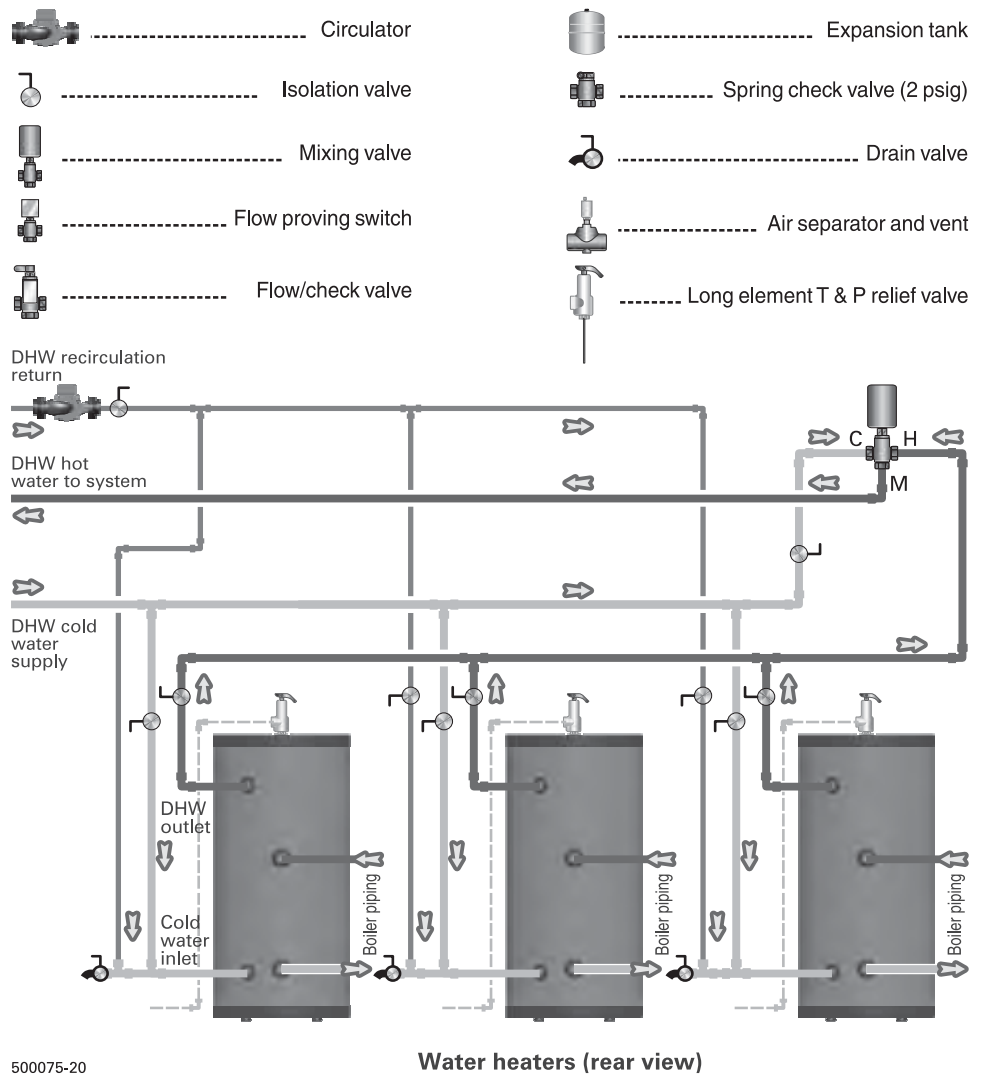 Circulator
Isolation valve
Mixing valve
Flow proving switch
Flow/check valve
Expansion tank
Spring check valve (2 psig)
Drain valve
Air separator and vent
Long element T & P relief valve
DHW recirculation
return
C
H
M
DHW hot
water to system
DHW cold
water
supply
DHW
outlet
Cold
water
inlet
Boiler piping
Boiler piping
Boiler piping
500075-20
Water heaters (rear view)